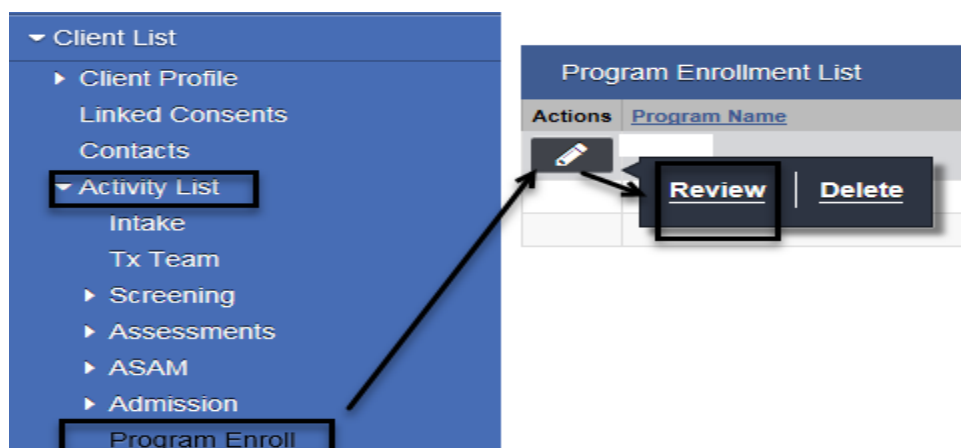 Client List
Client Profile
Linked Consents
Contacts
Activity List
Intake
Tx Team
Screening
Assessments
ASAM
Admission
Program Enroll
Program Enrollment List
Actions Program Name
Review Delete